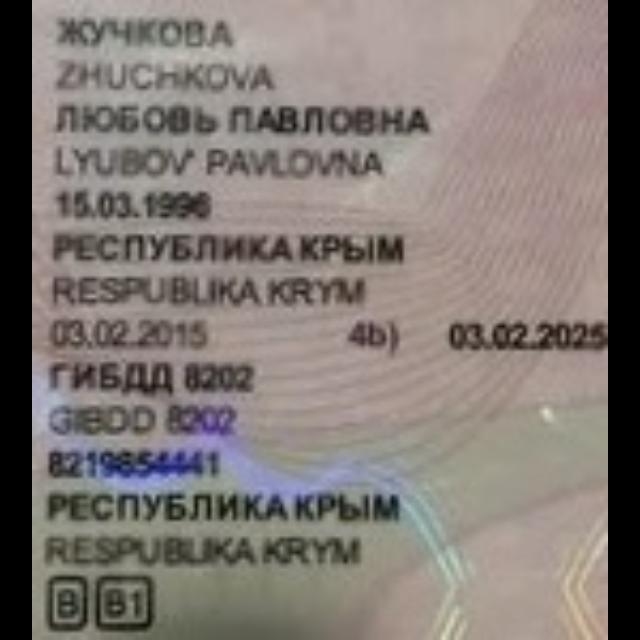 ЖУЧКОВА
ZHUCHKOVA
ЛЮБОВЬ ПАВЛОВНА
LYUBOV' PAVLOVNA
15.03.1996
РЕСПУБЛИКА КРЫМ
RESPUBLIKA KRYM
03.02.2015 4b) 03.02.2025
ГИБДД 8202
GIBDD 8202
8219854441
РЕСПУБЛИКА КРЫМ
RESPUBLIKA KRYM
B B1